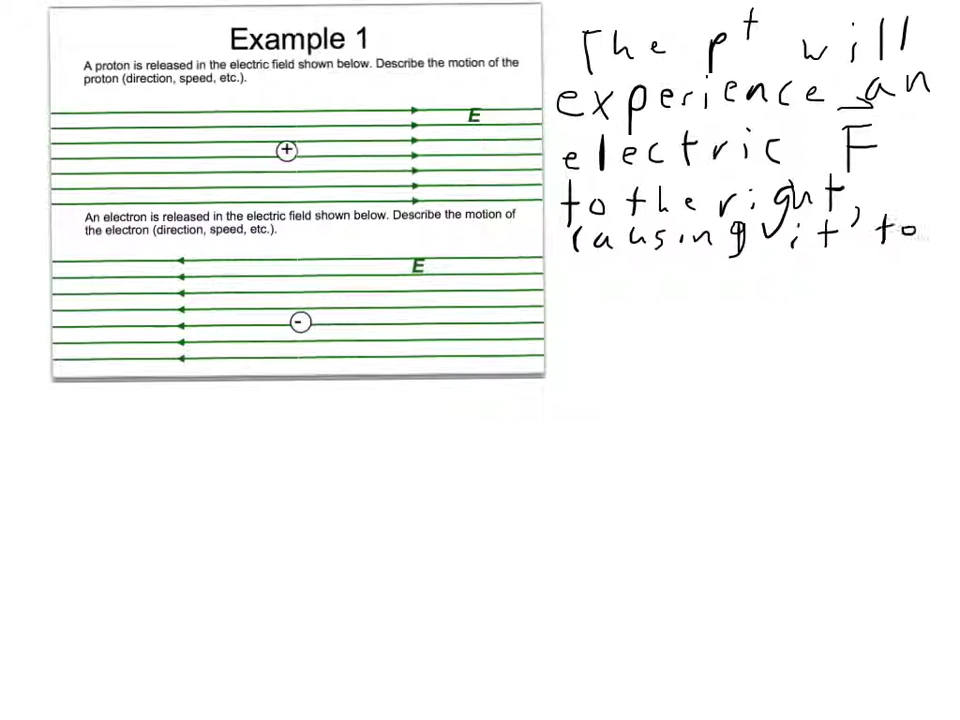 Example 1
A proton is released in the electric field shown below. Describe the motion of the
proton (direction, speed, etc.).
E
+
An electron is released in the electric field shown below. Describe the motion of
the electron (direction, speed, etc.).
E
-
The p+ will
experience an
electric F
to the right,
causing it to